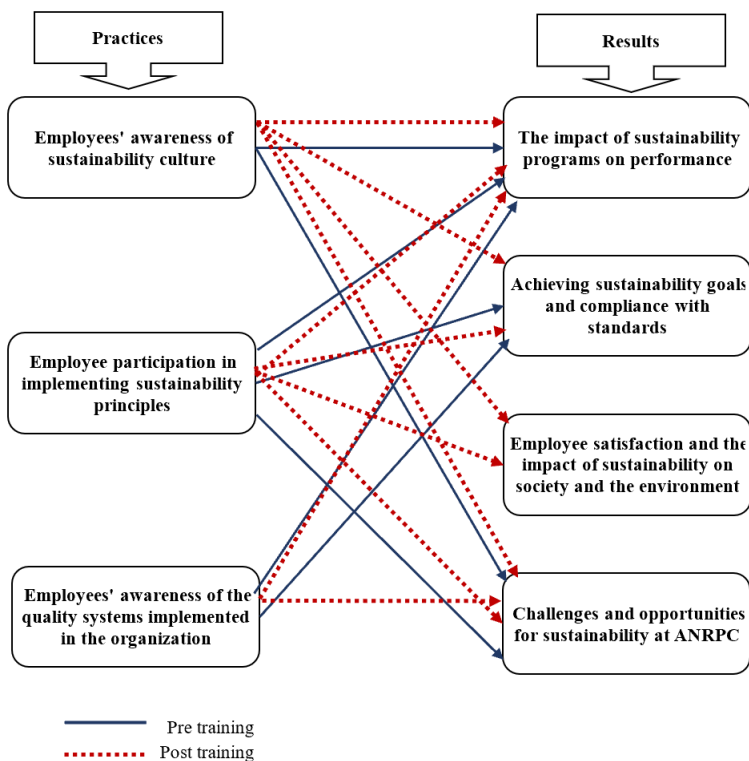 Practices
Results
Employees' awareness of
sustainability culture
The impact of sustainability
programs on performance
Achieving sustainability goals
and compliance with
standards
Employee participation in
implementing sustainability
principles
Employee satisfaction and the
impact of sustainability on
society and the environment
Employees' awareness of the
quality systems implemented
in the organization
Challenges and opportunities
for sustainability at ANRPC
Pre training
Post training